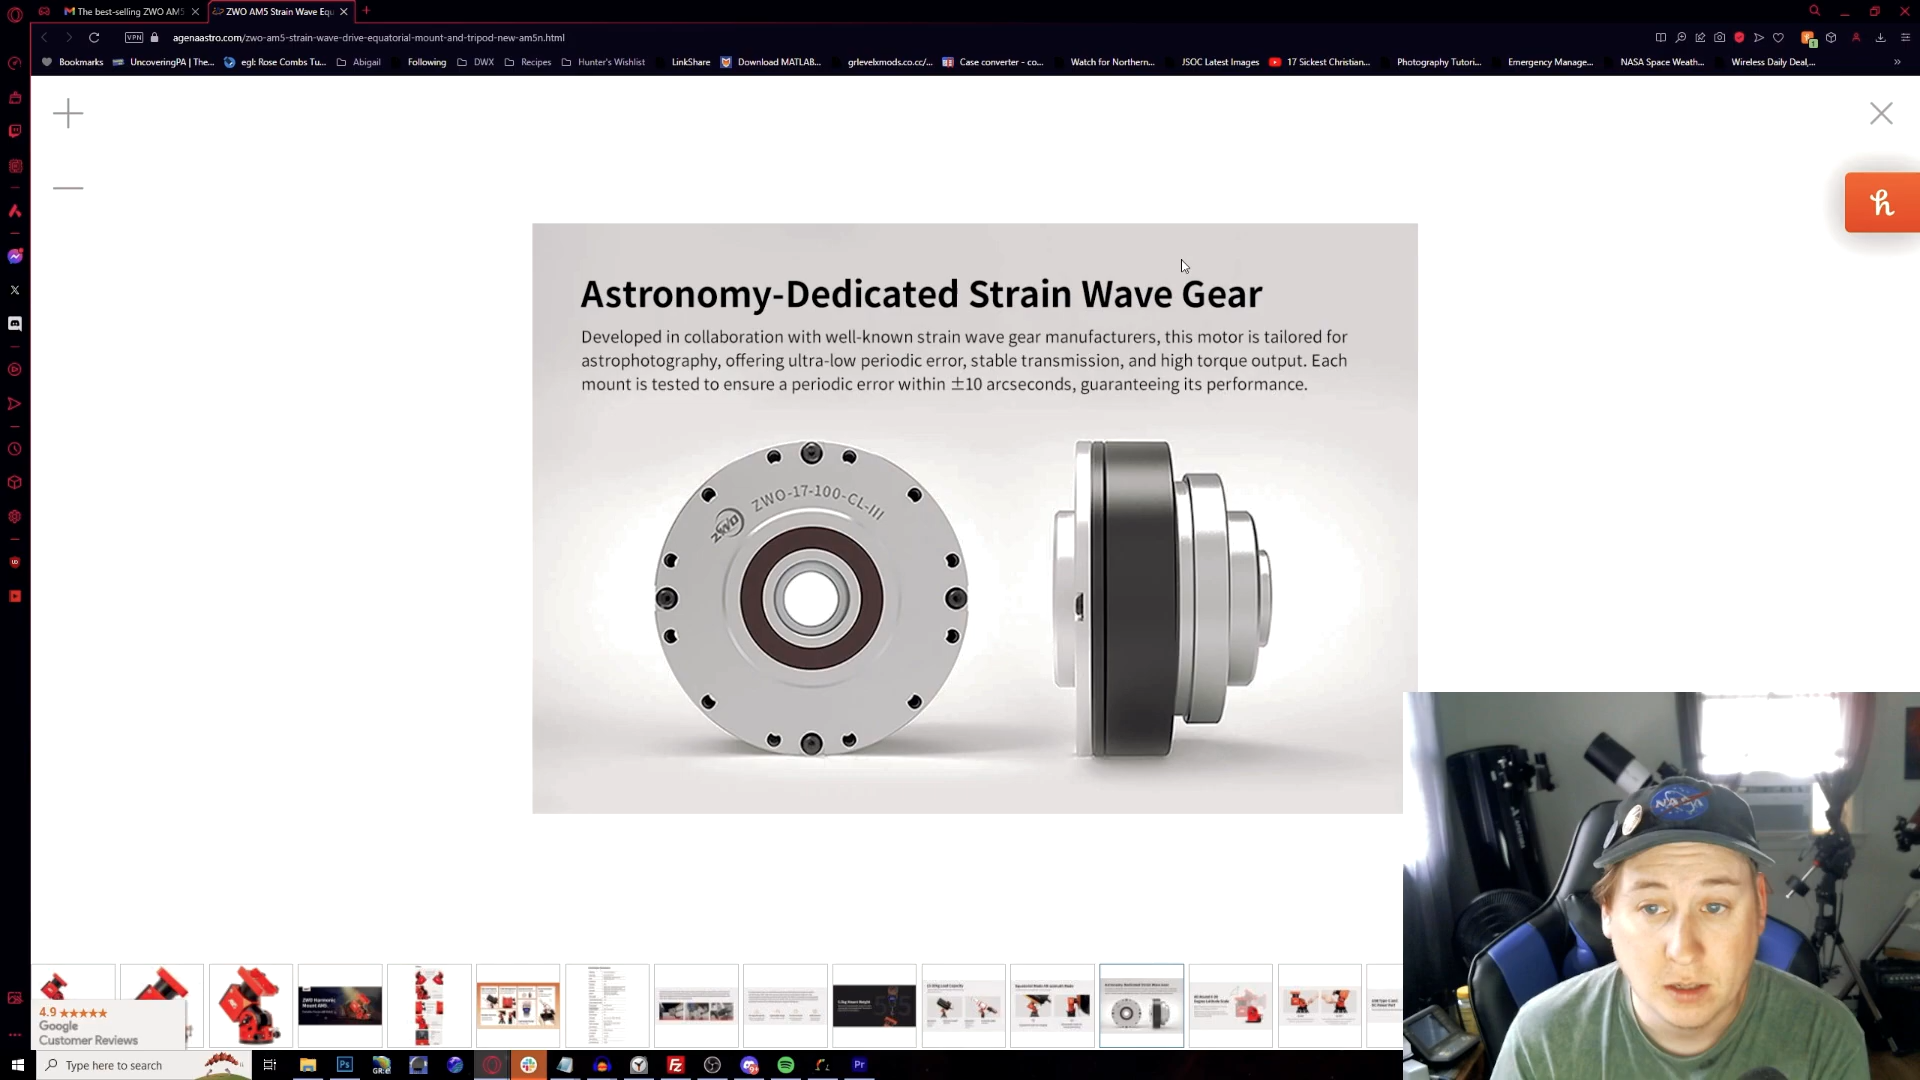 The best-selling ZWO AM5
ZWO AM5 Strain Wave Equ
VPN
agenaastro.com/zwo-am5-strain-wave-drive-equatorial-mount-and-tripod-new-am5n.html
Bookmarks
UncoveringPA | The...
egl: Rose Combs Tu...
Abigail
Following
DWX
Recipes
Hunter's Wishlist
LinkShare
Download MATLAB...
grlevelxmods.co.cc/...
Case converter - co...
Watch for Northern...
JSOC Latest Images
17 Sickest Christian...
Photography Tutori...
Emergency Manage...
NASA Space Weath...
Wireless Daily Deal,...
Astronomy-Dedicated Strain Wave Gear
Developed in collaboration with well-known strain wave gear manufacturers, this motor is tailored for
astrophotography, offering ultra-low periodic error, stable transmission, and high torque output. Each
mount is tested to ensure a periodic error within ±10 arcseconds, guaranteeing its performance.
ZWO-17-100-CL-III
ZWO
NASA
4.9
Google
Customer Reviews
Type here to search